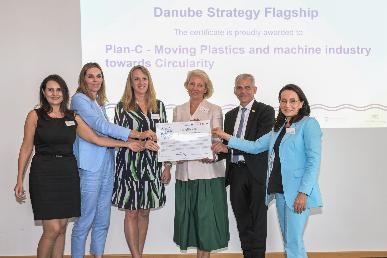 Danube Strategy Flagship
The certificate is proudly awarded to
Plan-C - Moving Plastics and machine industry
towards Circularity